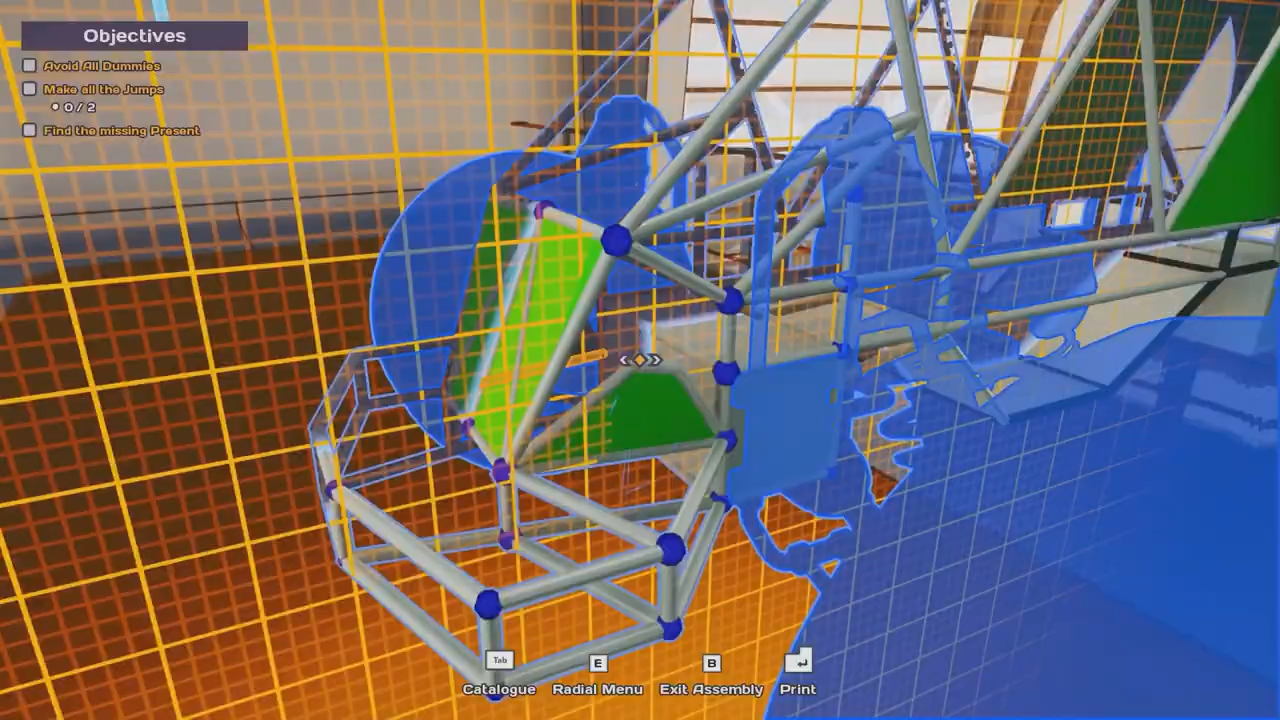 Objectives
Avoid All Dummies
Make all the Jumps
0 / 2
Find the missing Present
Tab
E
B
Catalogue
Radial Menu
Exit Assembly
Print